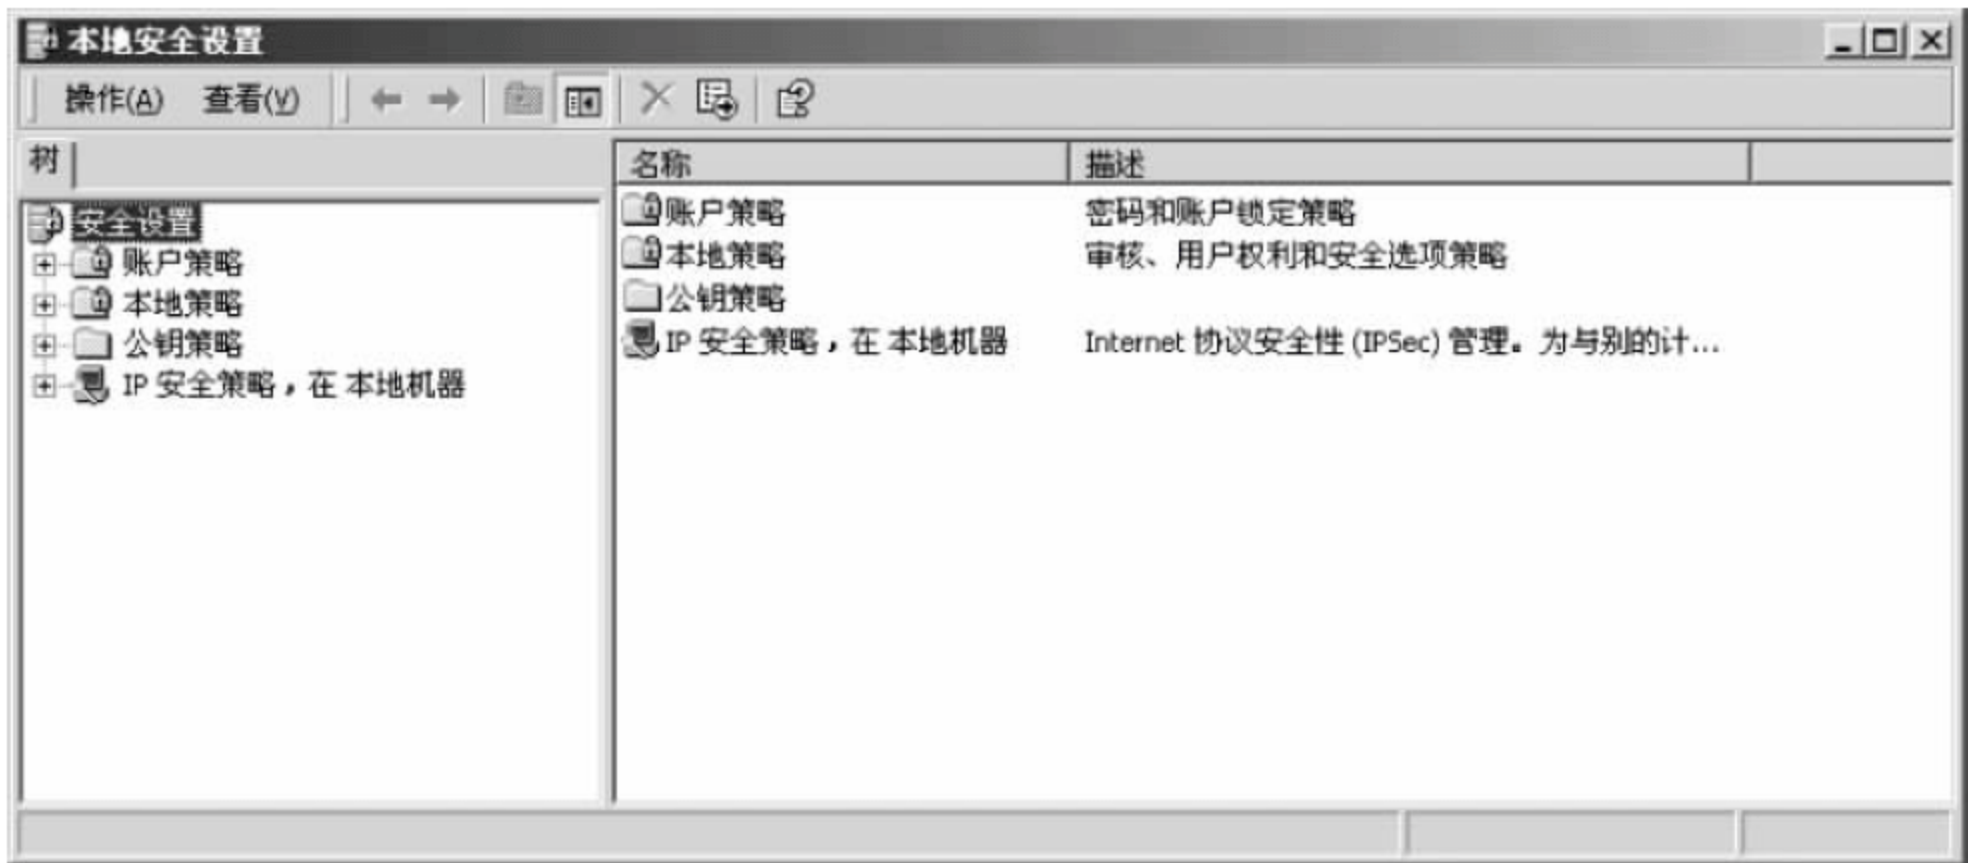 本地安全设置
操作(A) 查看(V)
树
安全设置
账户策略
本地策略
公钥策略
IP 安全策略，在 本地机器
名称 描述
账户策略 密码和账户锁定策略
本地策略 审核、用户权利和安全选项策略
公钥策略
IP 安全策略，在 本地机器 Internet 协议安全性 (IPSec) 管理。为与别的计...